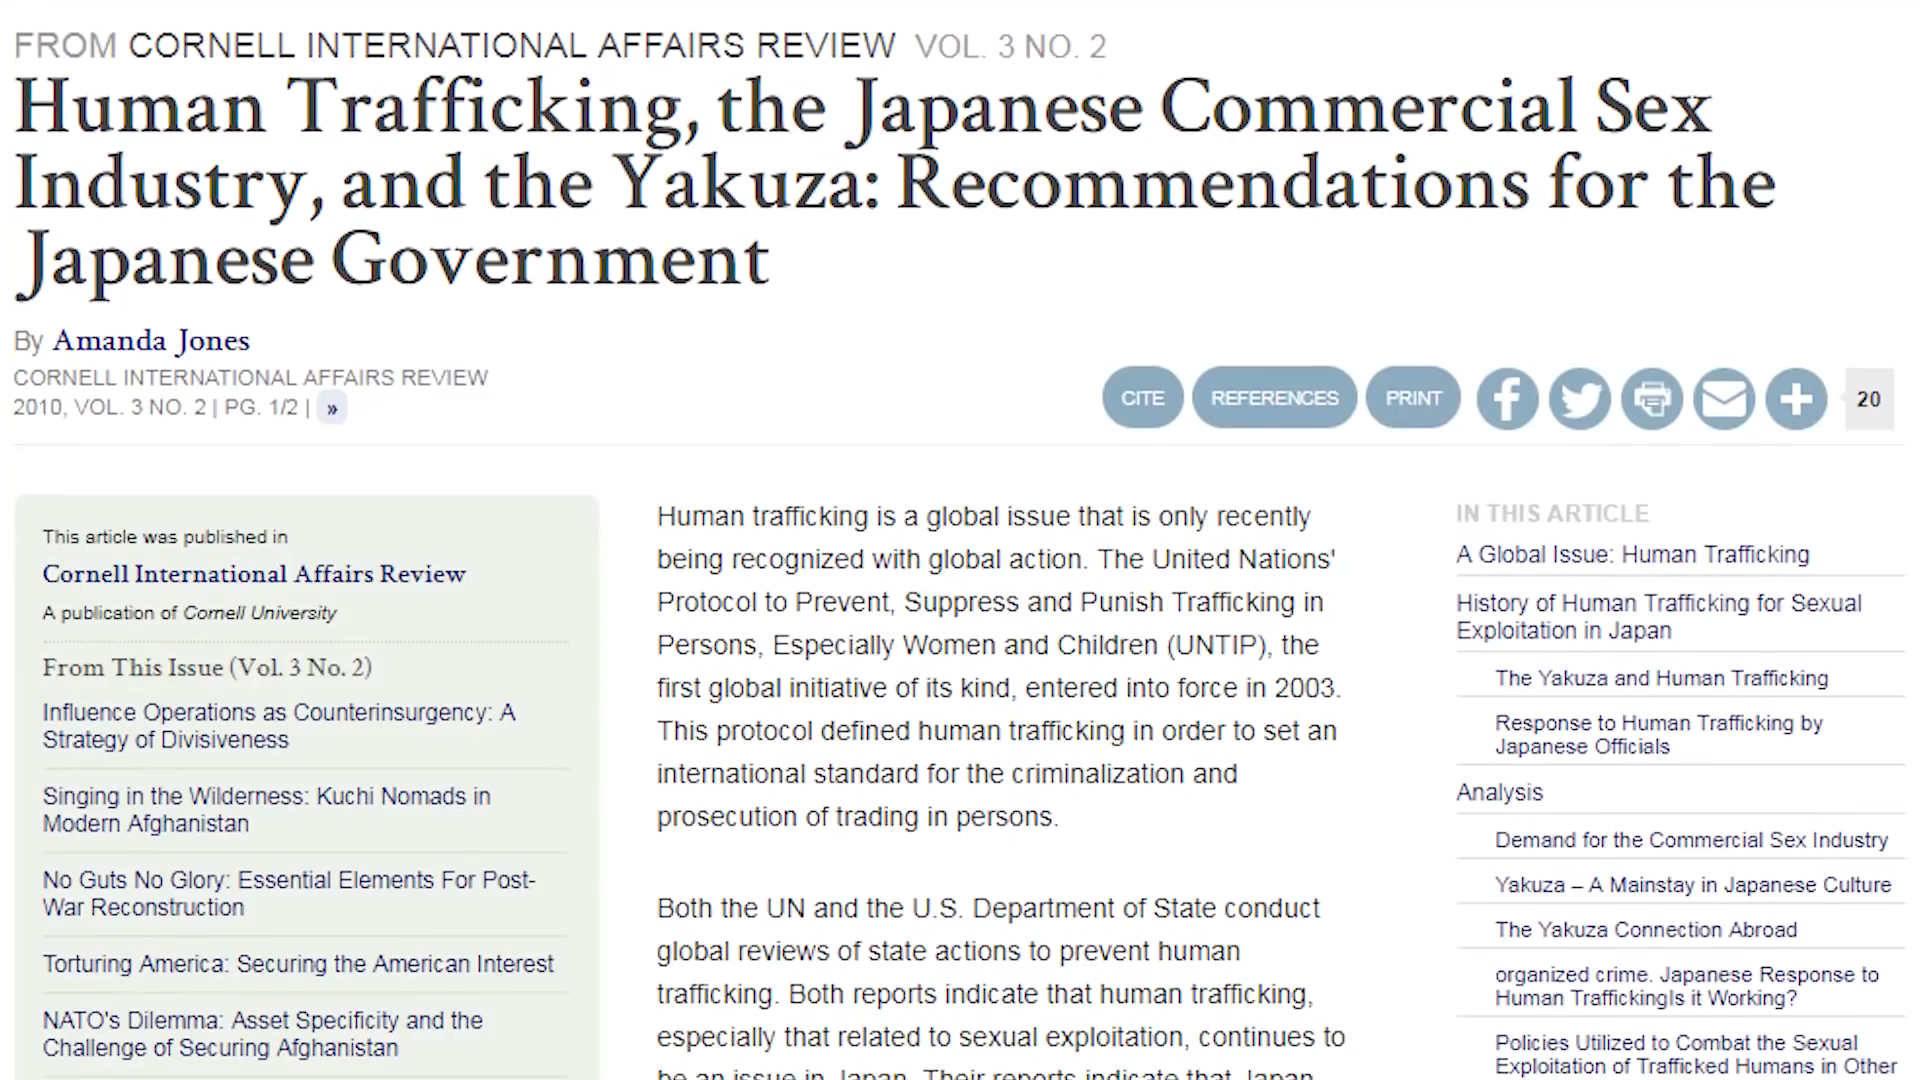 FROM CORNELL INTERNATIONAL AFFAIRS REVIEW VOL. 3 NO. 2
Human Trafficking, the Japanese Commercial Sex
Industry, and the Yakuza: Recommendations for the
Japanese Government
By Amanda Jones
CORNELL INTERNATIONAL AFFAIRS REVIEW
2010, VOL. 3 NO. 2 | PG. 1/2 | »
CITE
REFERENCES
PRINT
20
This article was published in
Cornell International Affairs Review
A publication of Cornell University
From This Issue (Vol. 3 No. 2)
Influence Operations as Counterinsurgency: A
Strategy of Divisiveness
Singing in the Wilderness: Kuchi Nomads in
Modern Afghanistan
No Guts No Glory: Essential Elements For Post-
War Reconstruction
Torturing America: Securing the American Interest
NATO's Dilemma: Asset Specificity and the
Challenge of Securing Afghanistan
Human trafficking is a global issue that is only recently
being recognized with global action. The United Nations'
Protocol to Prevent, Suppress and Punish Trafficking in
Persons, Especially Women and Children (UNTIP), the
first global initiative of its kind, entered into force in 2003.
This protocol defined human trafficking in order to set an
international standard for the criminalization and
prosecution of trading in persons.
Both the UN and the U.S. Department of State conduct
global reviews of state actions to prevent human
trafficking. Both reports indicate that human trafficking,
especially that related to sexual exploitation, continues to
be an issue in Japan. Their reports indicate that Japan
IN THIS ARTICLE
A Global Issue: Human Trafficking
History of Human Trafficking for Sexual
Exploitation in Japan
The Yakuza and Human Trafficking
Response to Human Trafficking by
Japanese Officials
Analysis
Demand for the Commercial Sex Industry
Yakuza – A Mainstay in Japanese Culture
The Yakuza Connection Abroad
organized crime. Japanese Response to
Human TraffickingIs it Working?
Policies Utilized to Combat the Sexual
Exploitation of Trafficked Humans in Other